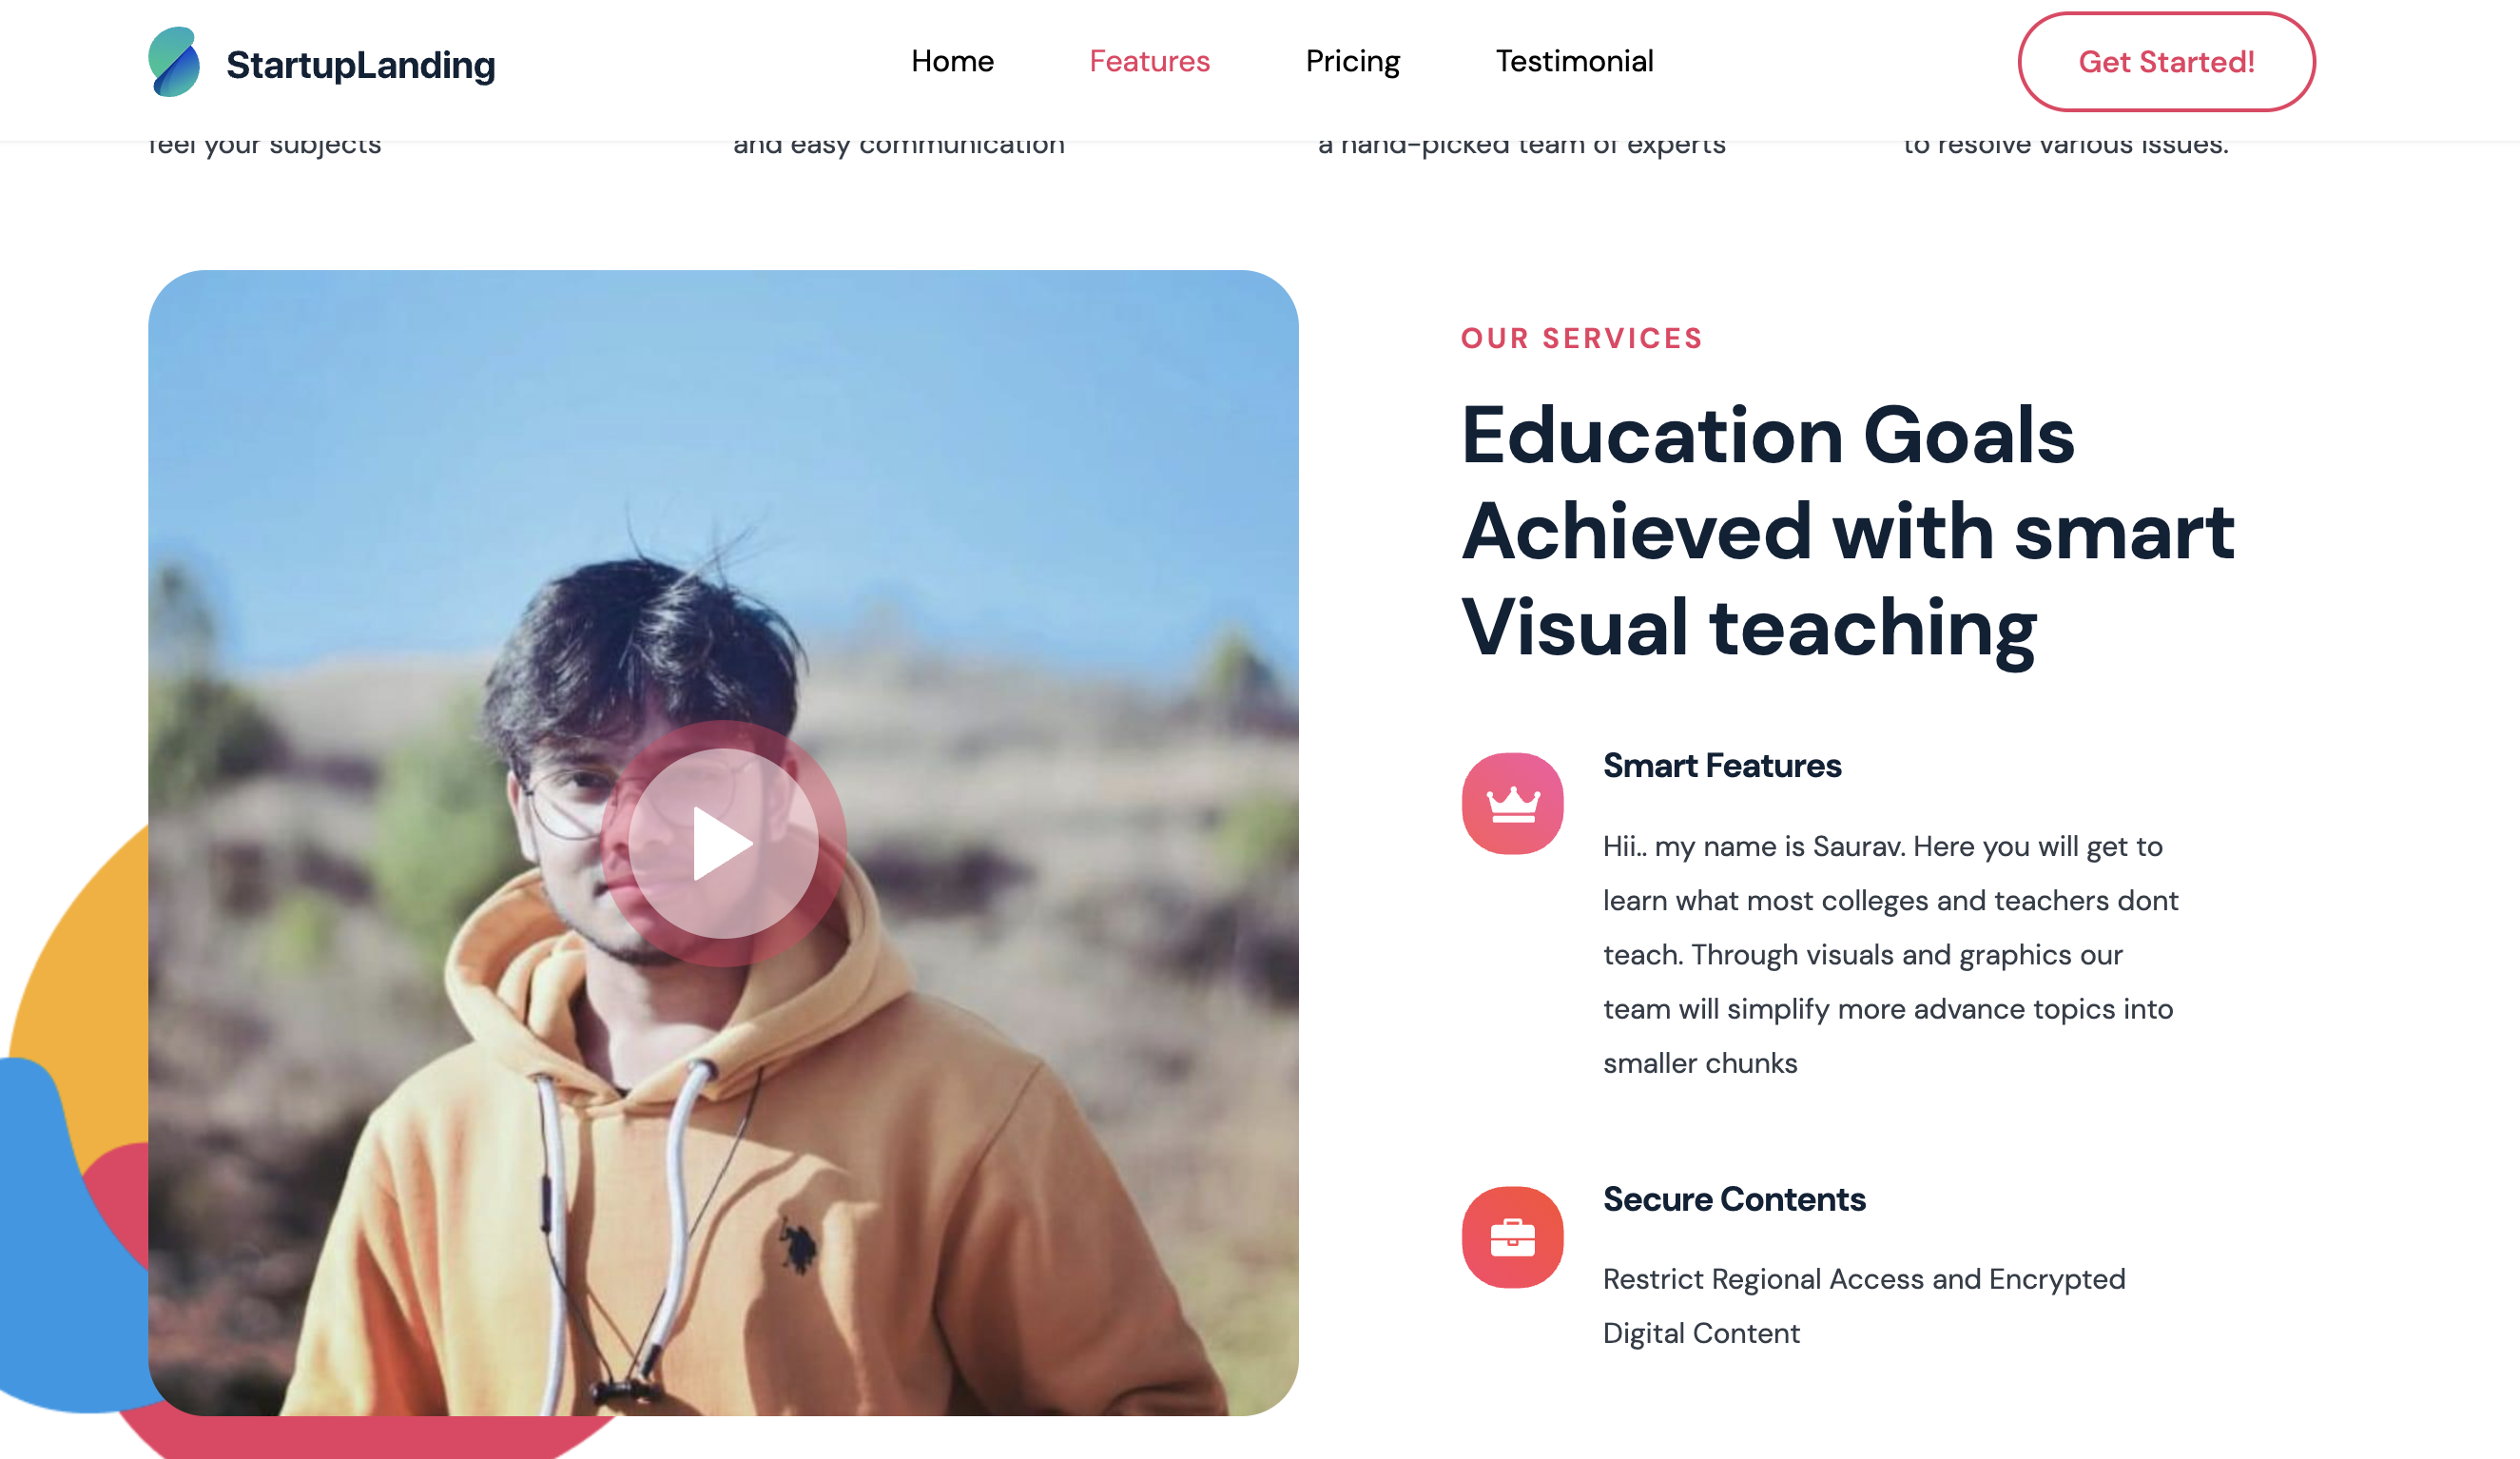 StartupLanding
Home
Features
Pricing
Testimonial
Get Started!
feel your subjects
and easy communication
a hand-picked team of experts
to resolve various issues.
OUR SERVICES
Education Goals
Achieved with smart
Visual teaching
Smart Features
Hii.. my name is Saurav. Here you will get to
learn what most colleges and teachers dont
teach. Through visuals and graphics our
team will simplify more advance topics into
smaller chunks
Secure Contents
Restrict Regional Access and Encrypted
Digital Content